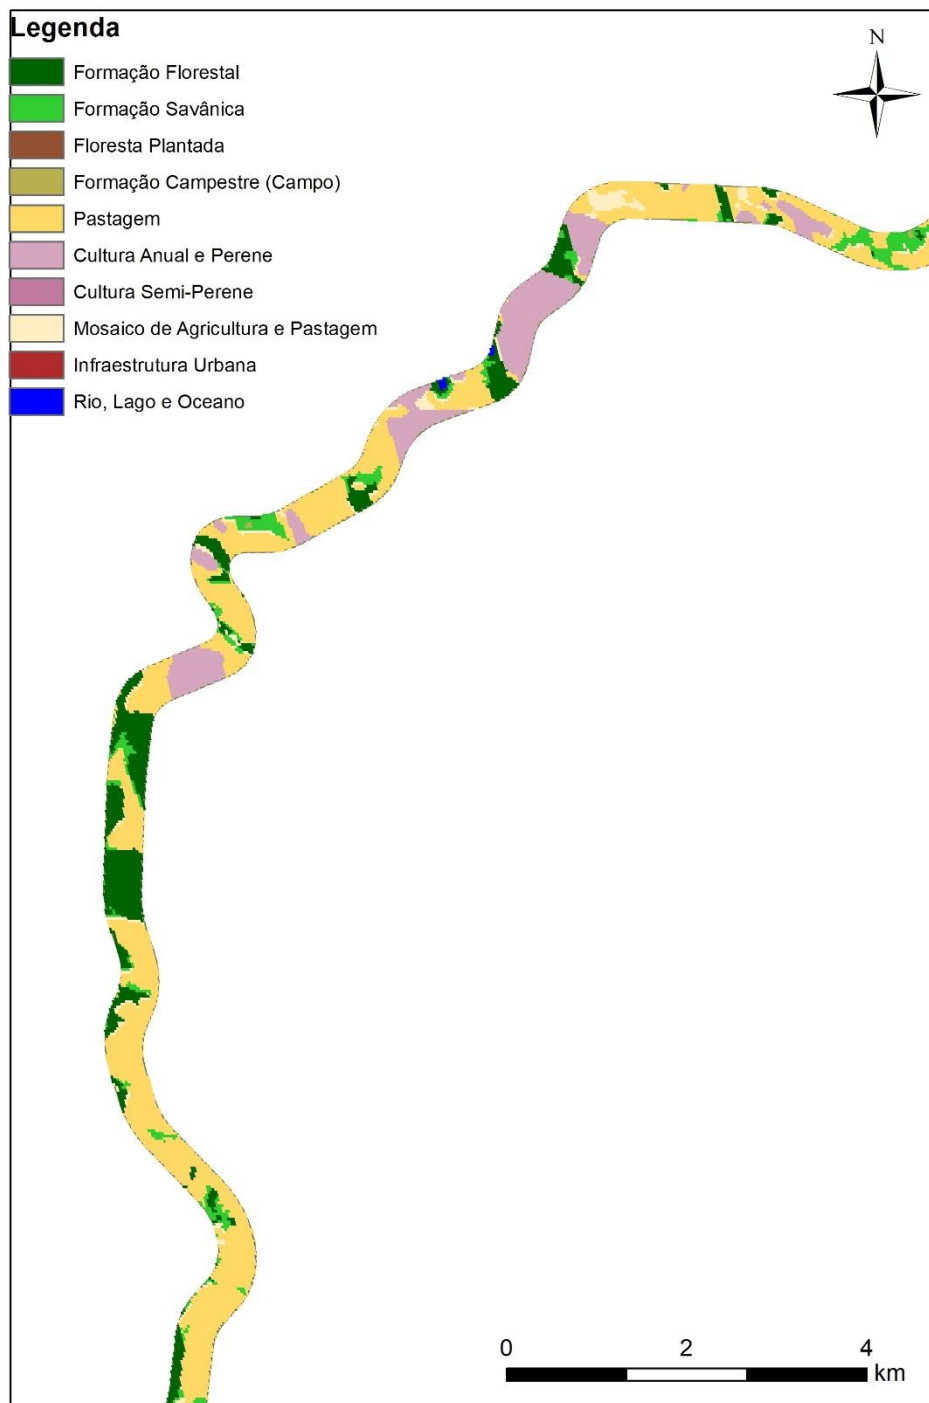 Legenda
N
Formação Florestal
Formação Savânica
Floresta Plantada
Formação Campestre (Campo)
Pastagem
Cultura Anual e Perene
Cultura Semi-Perene
Mosaico de Agricultura e Pastagem
Infraestrutura Urbana
Rio, Lago e Oceano
0 2 4
km